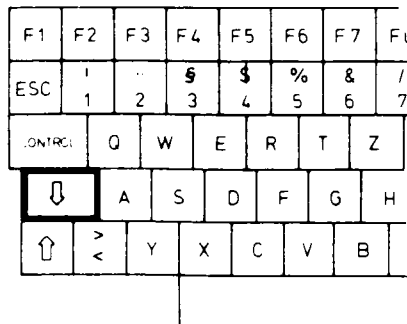 F1 F2 F3 F4 F5 F6 F7
! " § $ % & /
ESC 1 2 3 4 5 6 7
CONTROL Q W E R T Z
⇩ A S D F G H
⇧ > Y X C V B
<